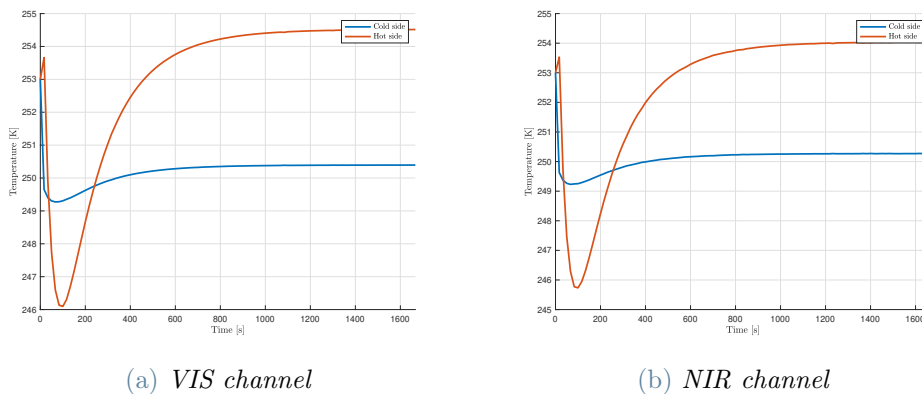 255
254
253
252
251
250
249
248
247
246
Temperature [K]
0 200 400 600 800 1000 1200 1400 1600
Time [s]
Cold side
Hot side
(a) VIS channel
255
254
253
252
251
250
249
248
247
246
245
Temperature [K]
0 200 400 600 800 1000 1200 1400 1600
Time [s]
Cold side
Hot side
(b) NIR channel